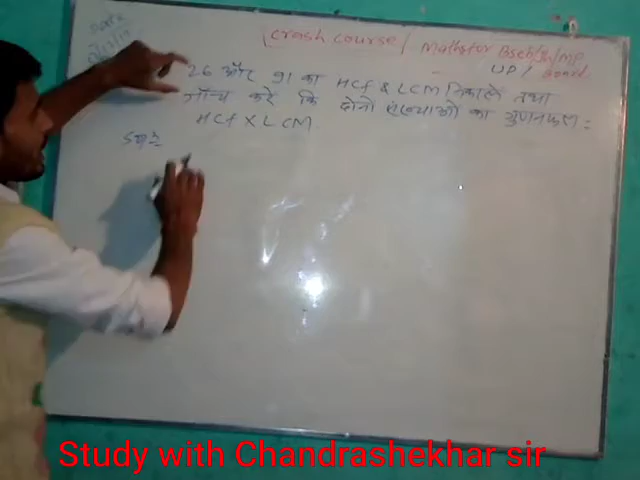 Crash course / Maths for Bseb/Jh/MP
UP / Board
26 और 91 का HCf & LCM निकाले तथा
जॉच्य करे कि दोनो संख्याओ का गुणनफल =
HCf X LCM
Study with Chandrashekhar sir